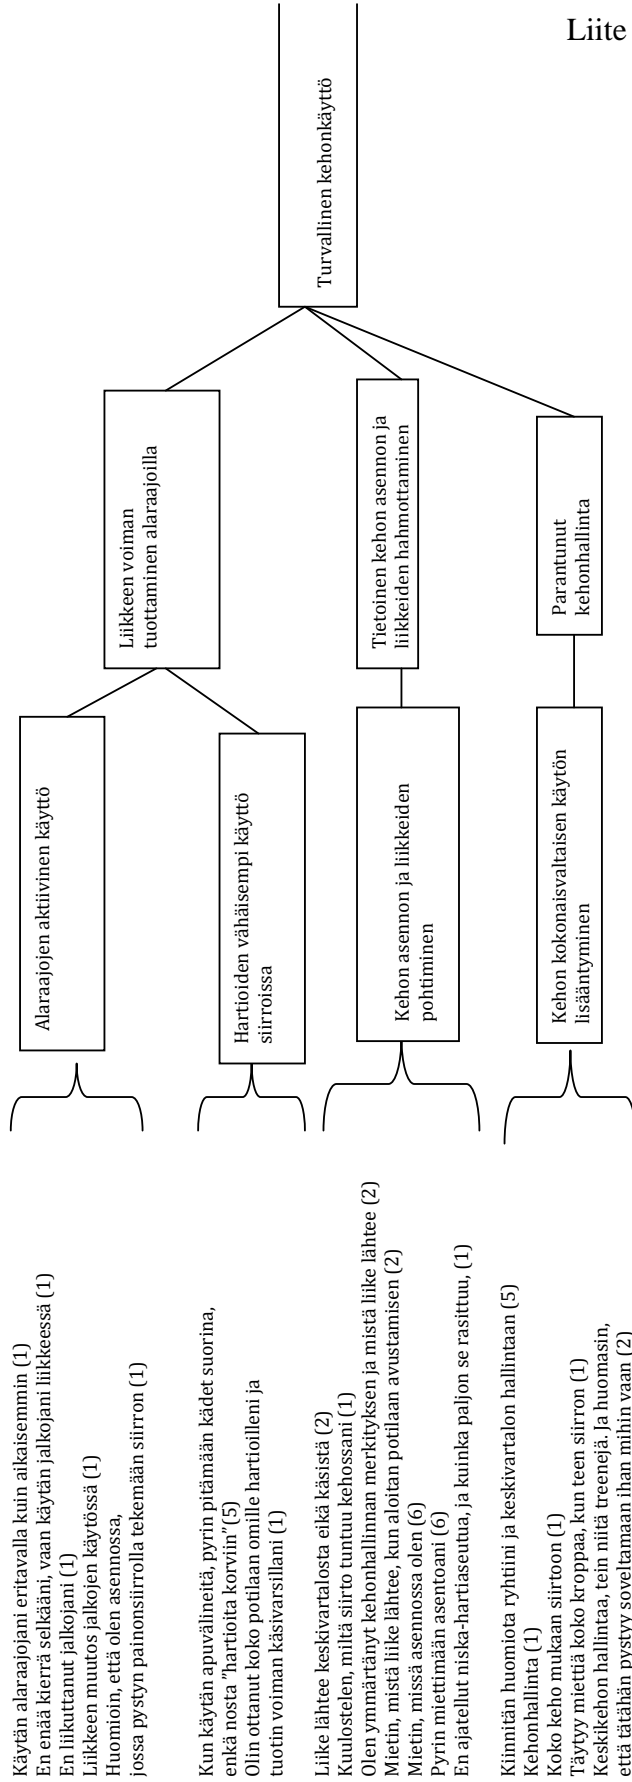 Liite
Käytän alaraajojani eritavalla kuin aikaisemmin (1)
En enää kierrä selkääni, vaan käytän jalkojani liikkeessä (1)
En liikuttanut jalkojani (1)
Liikkeen muutos jalkojen käytössä (1)
Huomioin, että olen asennossa,
jossa pystyn painonsiirrolla tekemään siirron (1)
Kun käytän apuvälineitä, pyrin pitämään kädet suorina,
enkä nosta "hartioita korviin"(5)
Olin ottanut koko potilaan omille hartioilleni ja
tuotin voiman käsivarsillani (1)
Liike lähtee keskivartalosta eikä käsistä (2)
Kuulostelen, miltä siirto tuntuu kehossani (1)
Olen ymmärtänyt kehonhallinnan merkityksen ja mistä liike lähtee (2)
Mietin, mistä liike lähtee, kun aloitan potilaan avustamisen (2)
Mietin, missä asennossa olen (6)
Pyrin miettimään asentoani (6)
En ajatellut niska-hartiaseutua, ja kuinka paljon se rasittuu, (1)
Kiinnitän huomiota ryhtiini ja keskivartalon hallintaan (5)
Kehonhallinta (1)
Koko keho mukaan siirtoon (1)
Täytyy miettiä koko kroppaa, kun teen siirron (1)
Keskikehon hallintaa, tein niitä treenejä. Ja huomasin,
että tätähän pystyy soveltamaan ihan mihin vaan (2)
Alaraajojen aktiivinen käyttö
Hartioiden vähäisempi käyttö
siirroissa
Kehon asennon ja liikkeiden
pohtiminen
Kehon kokonaisvaltaisen käytön
lisääntyminen
Liikkeen voiman
tuottaminen alaraajoilla
Tietoinen kehon asennon ja
liikkeiden hahmottaminen
Parantunut
kehonhallinta
Turvallinen kehonkäyttö